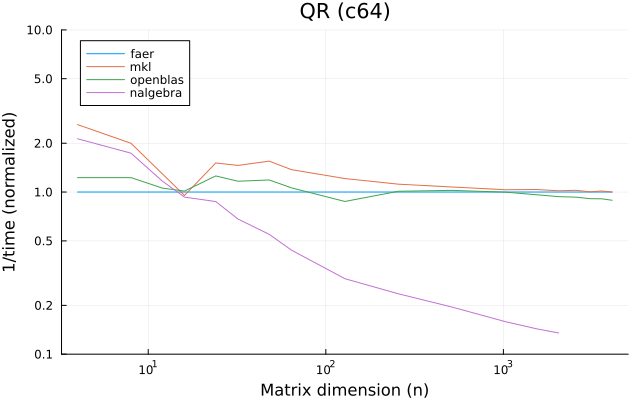 QR (c64)
1/time (normalized)
10.0
5.0
2.0
1.0
0.5
0.2
0.1
faer
mkl
openblas
nalgebra
10¹
10²
10³
Matrix dimension (n)